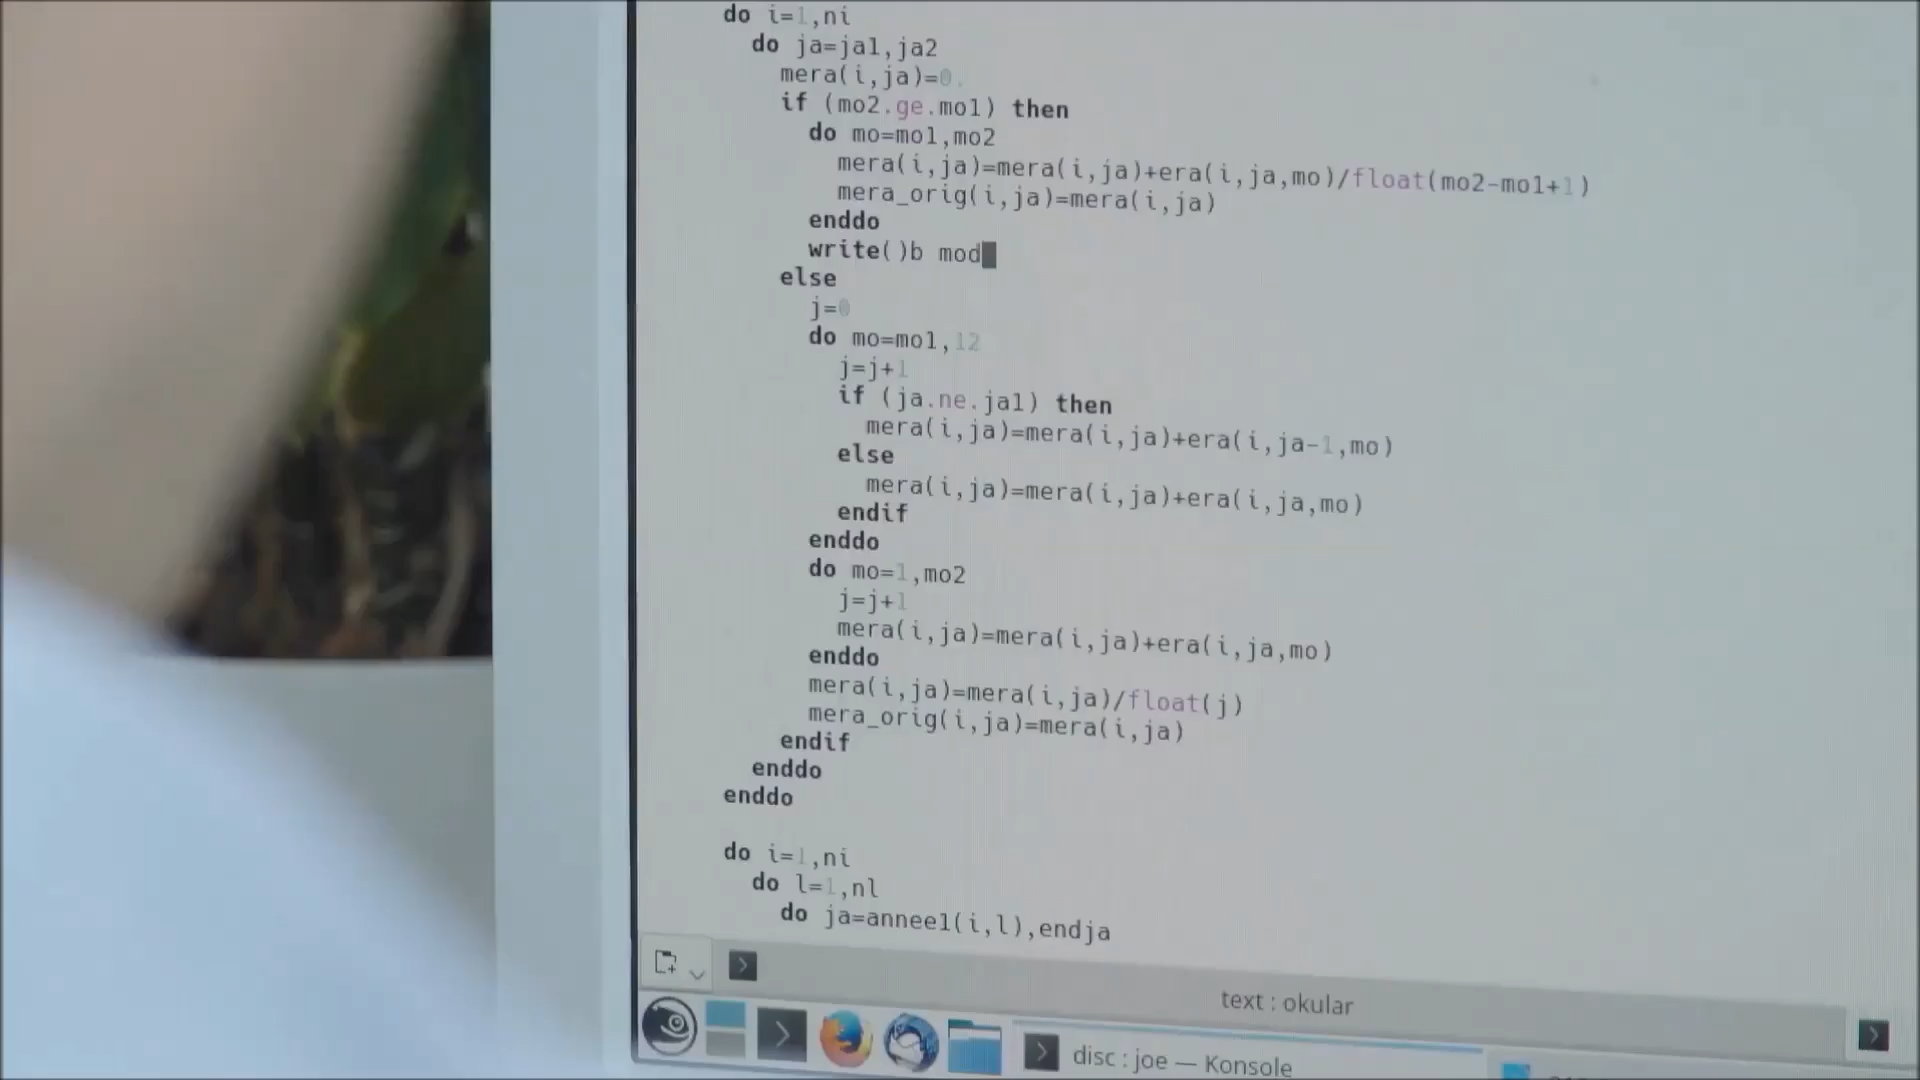 do i=1,ni
do ja=ja1,ja2
mera(i,ja)=0.
if (mo2.ge.mo1) then
do mo=mo1,mo2
mera(i,ja)=mera(i,ja)+era(i,ja,mo)/float(mo2-mo1+1)
mera_orig(i,ja)=mera(i,ja)
enddo
write()b mod
else
j=0
do mo=mo1,12
j=j+1
if (ja.ne.ja1) then
mera(i,ja)=mera(i,ja)+era(i,ja-1,mo)
else
mera(i,ja)=mera(i,ja)+era(i,ja,mo)
endif
enddo
do mo=1,mo2
j=j+1
mera(i,ja)=mera(i,ja)+era(i,ja,mo)
enddo
mera(i,ja)=mera(i,ja)/float(j)
mera_orig(i,ja)=mera(i,ja)
endif
enddo
enddo
do i=1,ni
do l=1,nl
do ja=annee1(i,l),endja
text : okular
disc : joe — Konsole